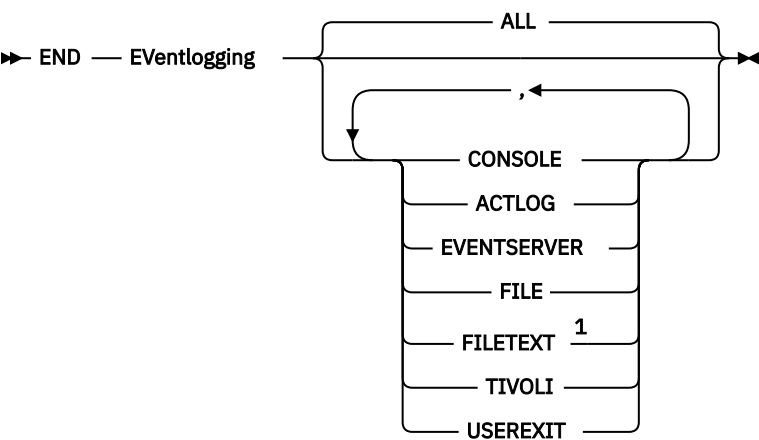 ALL
END EVentlogging
,
CONSOLE
ACTLOG
EVENTSERVER
FILE
FILETEXT 1
TIVOLI
USEREXIT